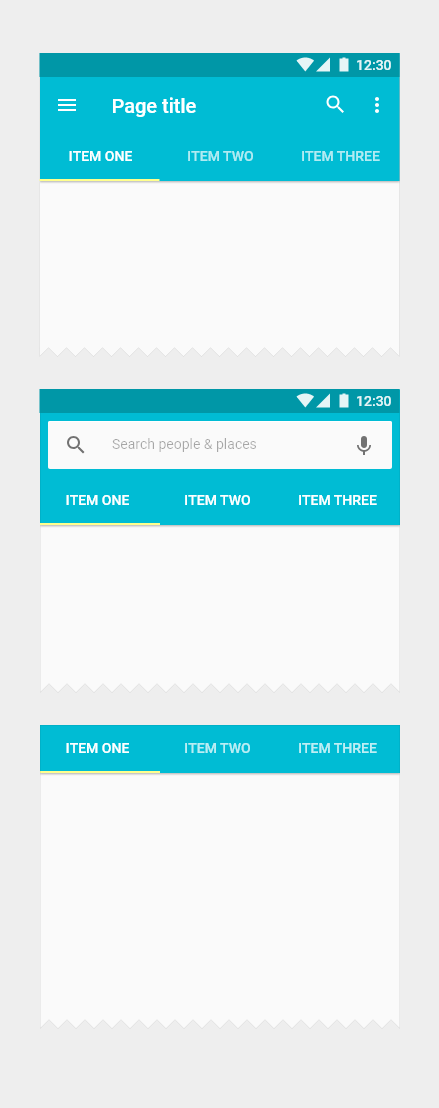 12:30
Page title
ITEM ONE ITEM TWO ITEM THREE
12:30
Search people & places
ITEM ONE ITEM TWO ITEM THREE
ITEM ONE ITEM TWO ITEM THREE